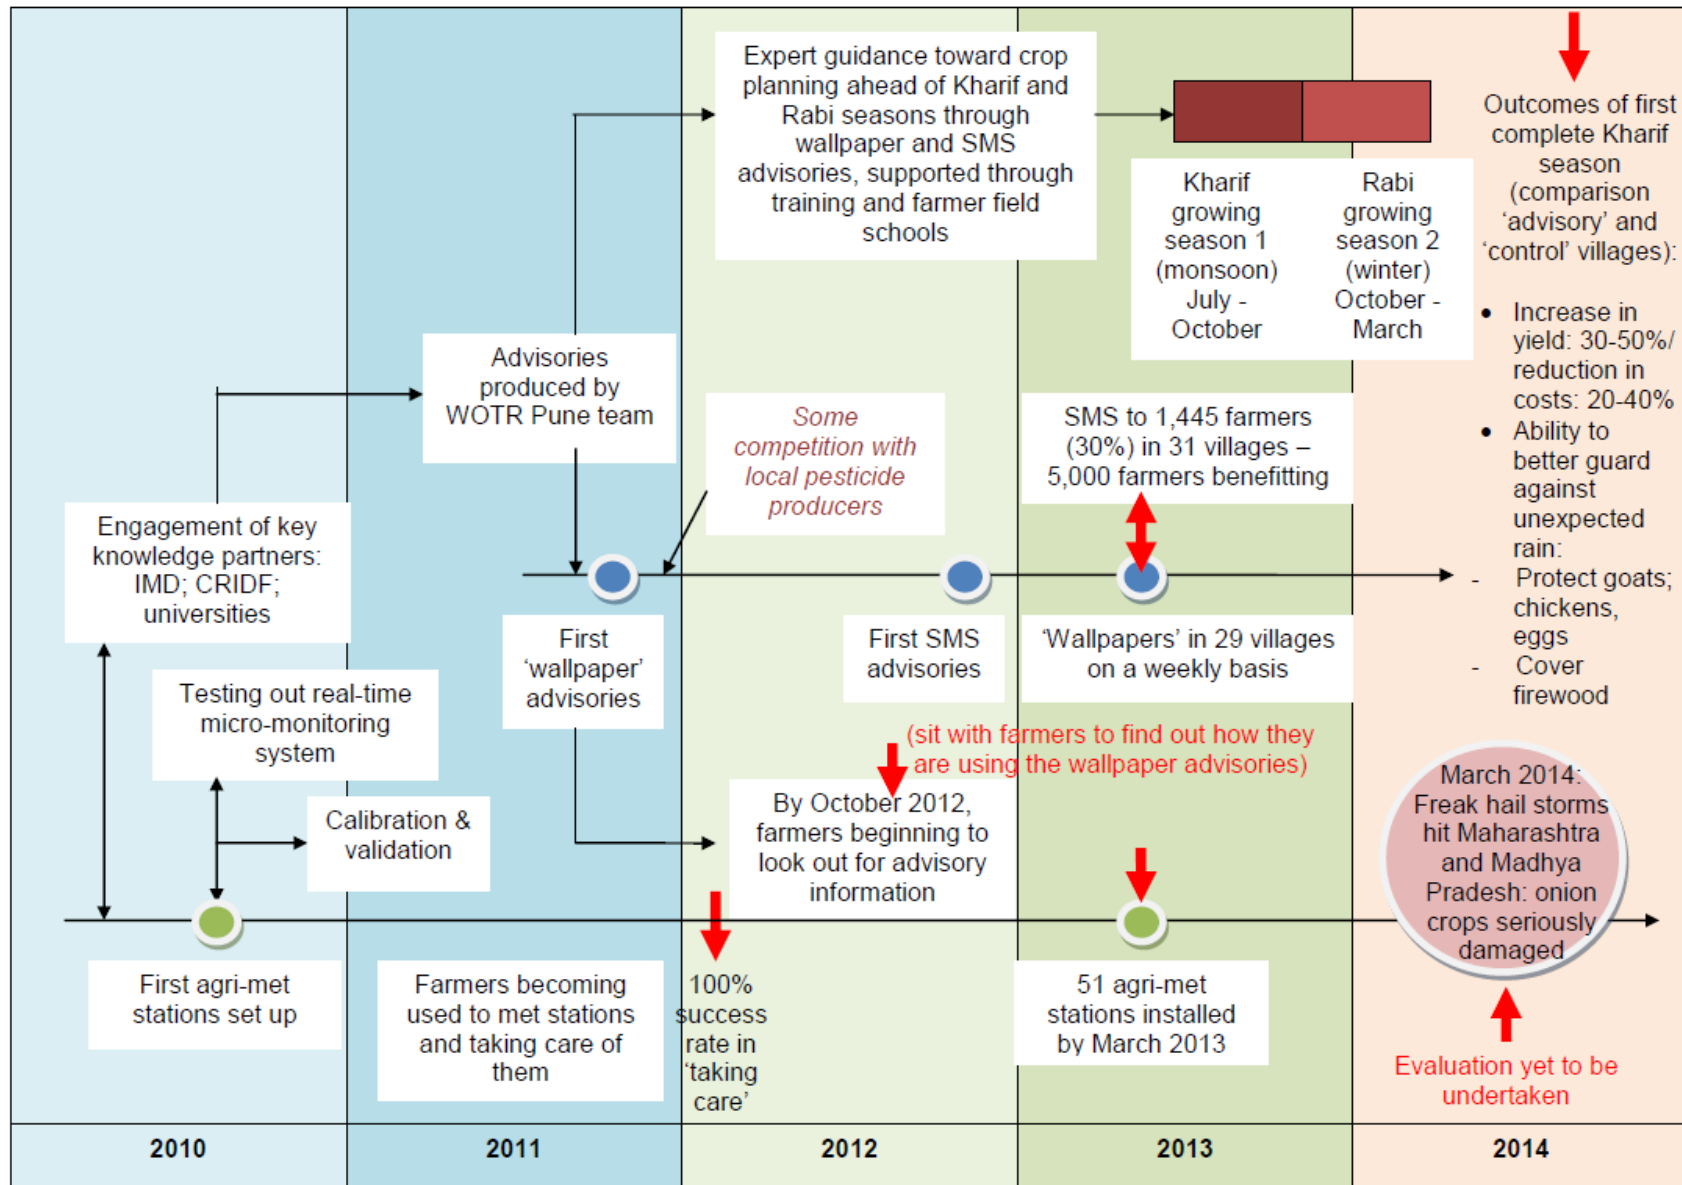 Expert guidance toward crop
planning ahead of Kharif and
Rabi seasons through
wallpaper and SMS
advisories, supported through
training and farmer field
schools
Kharif
growing
season 1
(monsoon)
July -
October
Rabi
growing
season 2
(winter)
October -
March
Outcomes of first
complete Kharif
season
(comparison
‘advisory’ and
‘control’ villages):
• Increase in
yield: 30-50%/
reduction in
costs: 20-40%
• Ability to
better guard
against
unexpected
rain:
- Protect goats;
chickens,
eggs
- Cover
firewood
Advisories
produced by
WOTR Pune team
Some
competition with
local pesticide
producers
SMS to 1,445 farmers
(30%) in 31 villages –
5,000 farmers benefitting
Engagement of key
knowledge partners:
IMD; CRIDF;
universities
First
‘wallpaper’
advisories
First SMS
advisories
‘Wallpapers’ in 29 villages
on a weekly basis
Testing out real-time
micro-monitoring
system
(sit with farmers to find out how they
are using the wallpaper advisories)
Calibration &
validation
By October 2012,
farmers beginning to
look out for advisory
information
March 2014:
Freak hail storms
hit Maharashtra
and Madhya
Pradesh: onion
crops seriously
damaged
First agri-met
stations set up
Farmers becoming
used to met stations
and taking care of
them
100%
success
rate in
‘taking
care’
51 agri-met
stations installed
by March 2013
Evaluation yet to be
undertaken
2010
2011
2012
2013
2014